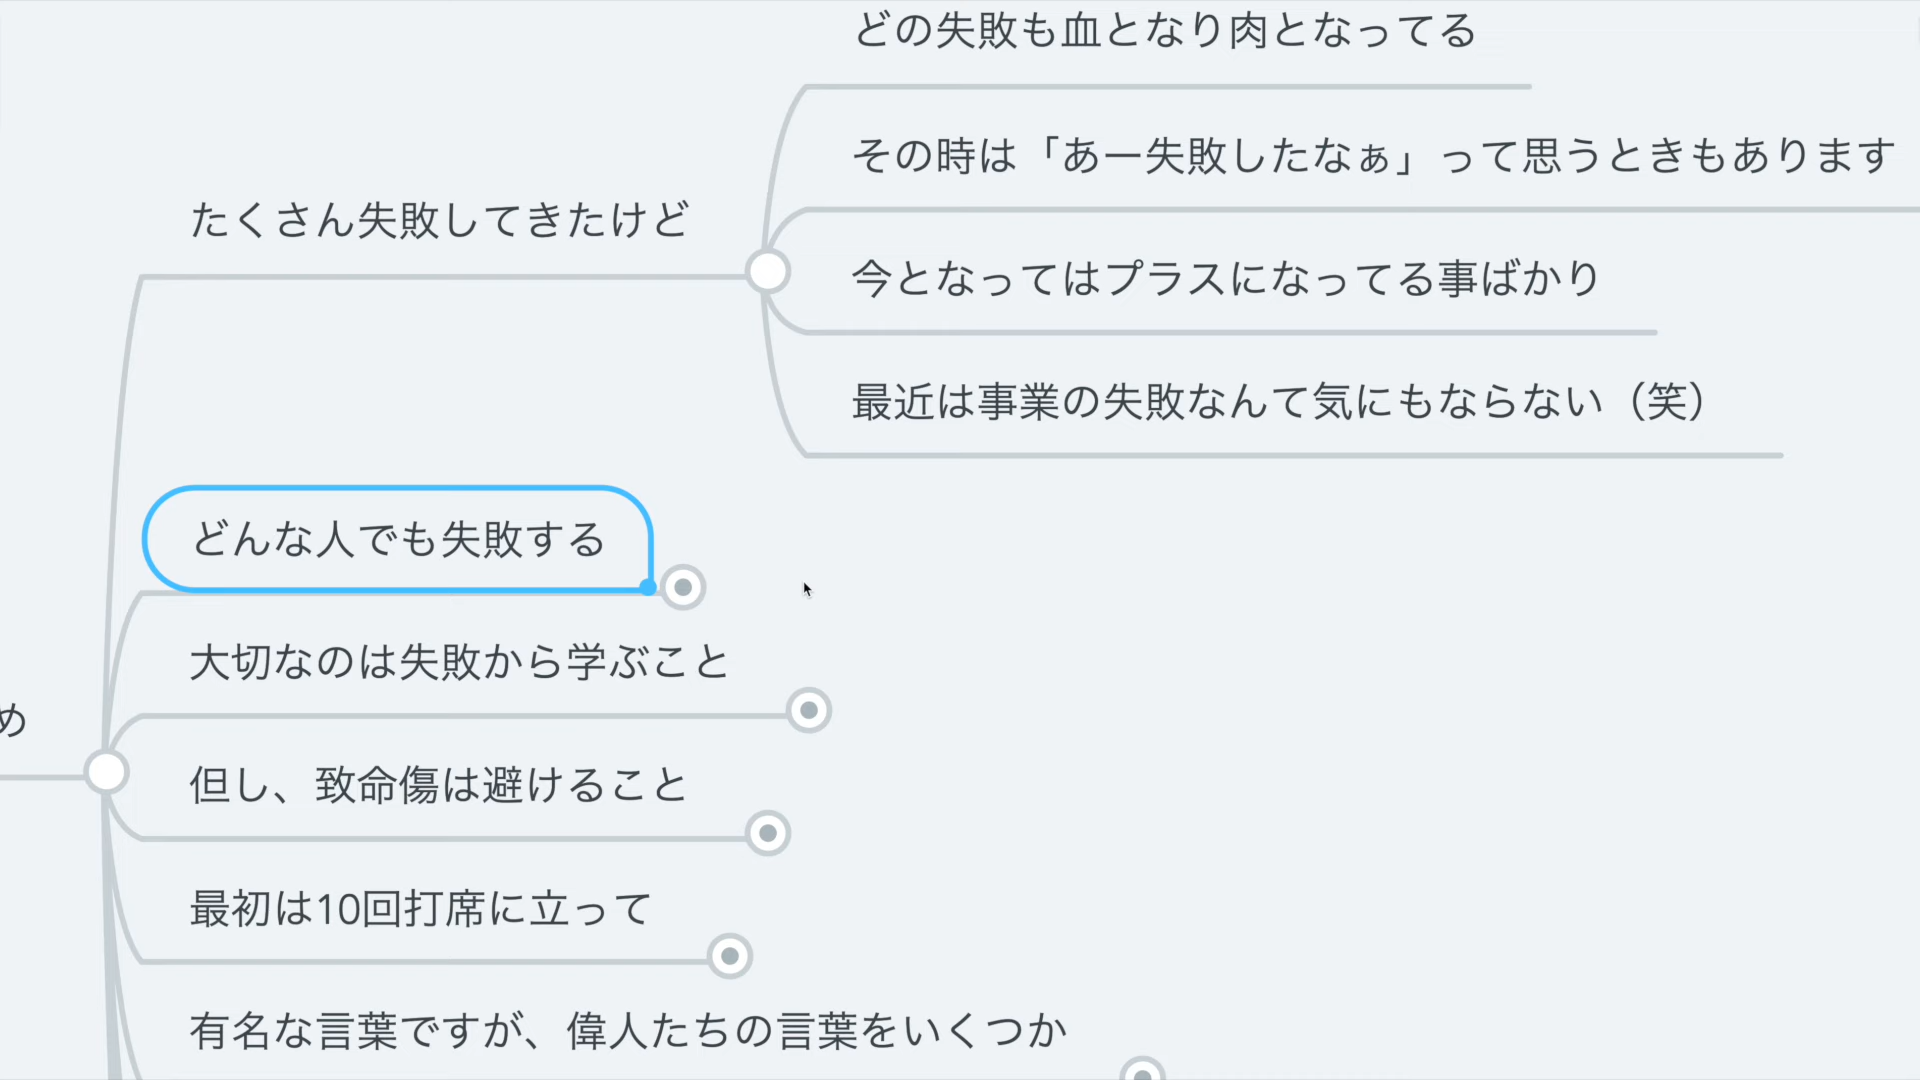 どの失敗も血となり肉となってる
その時は「あー失敗したなぁ」って思うときもあります
たくさん失敗してきたけど
今となってはプラスになってる事ばかり
最近は事業の失敗なんて気にもならない（笑）
どんな人でも失敗する
大切なのは失敗から学ぶこと
め
但し、致命傷は避けること
最初は10回打席に立って
有名な言葉ですが、偉人たちの言葉をいくつか